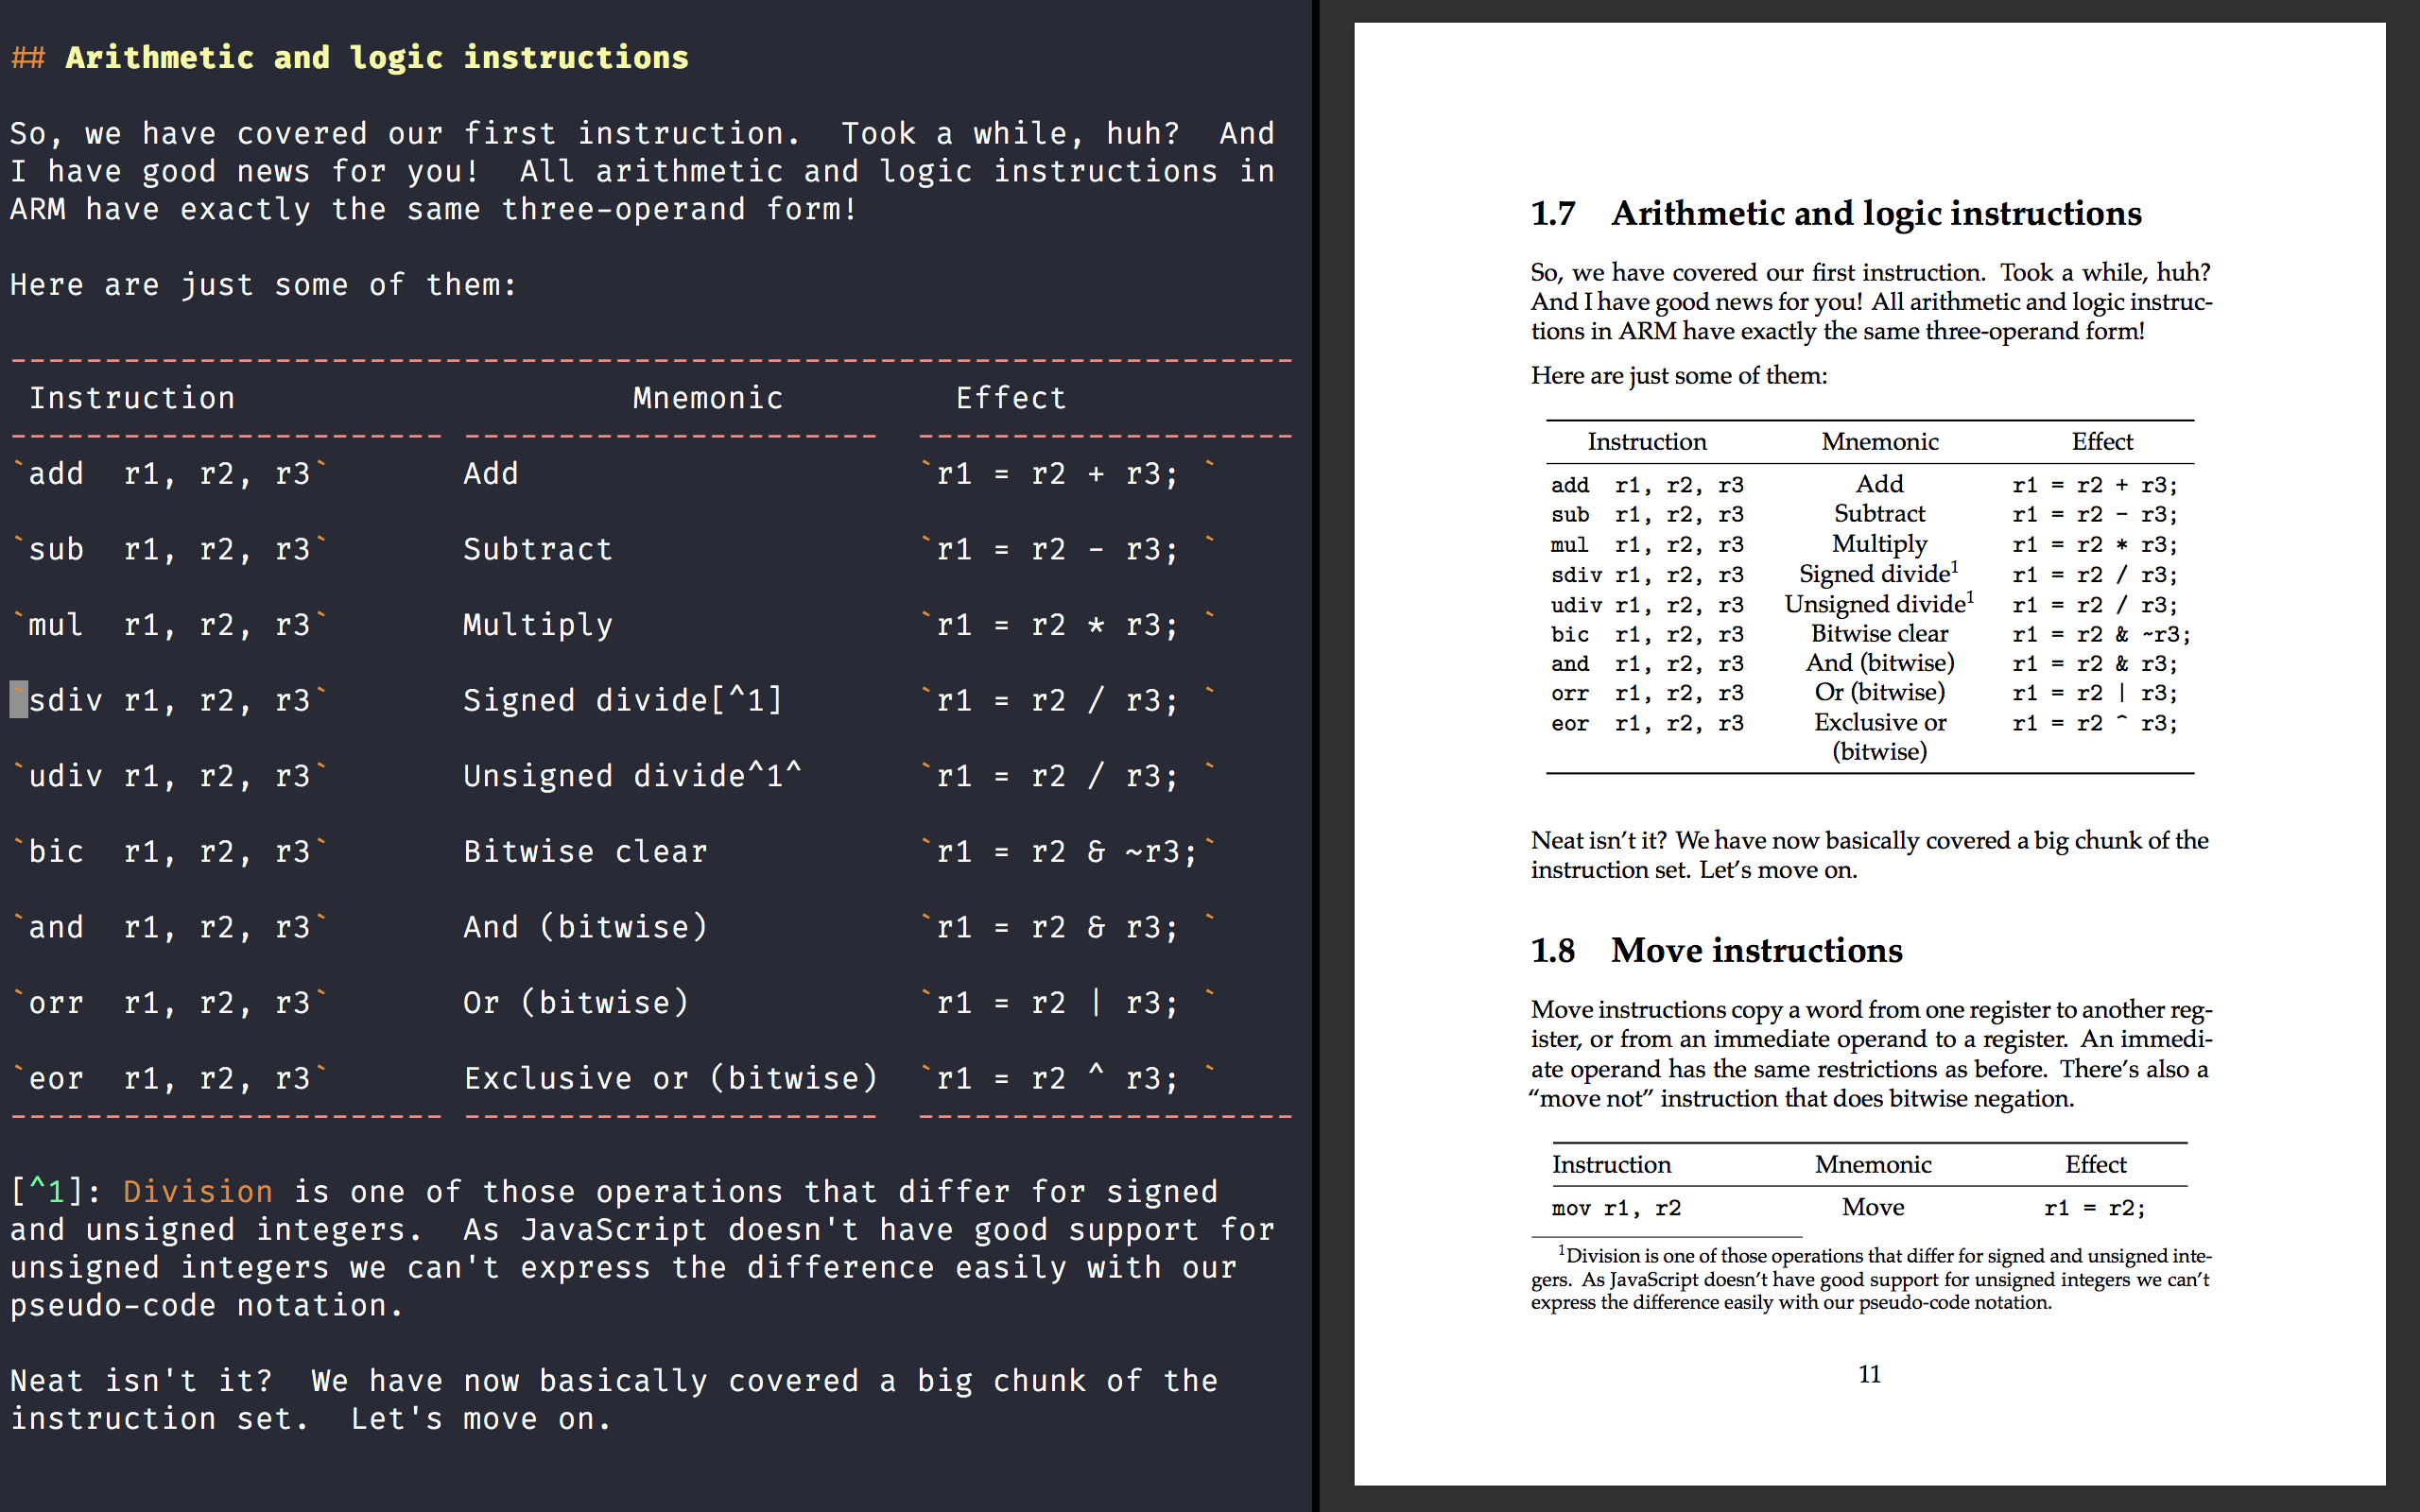 ## Arithmetic and logic instructions
So, we have covered our first instruction.  Took a while, huh?  And
I have good news for you!  All arithmetic and logic instructions in
ARM have exactly the same three-operand form!
Here are just some of them:
--------------------------------------------------------------------
 Instruction                     Mnemonic         Effect
----------------------- ----------------------  --------------------
`add  r1, r2, r3`       Add                     `r1 = r2 + r3; `
`sub  r1, r2, r3`       Subtract                `r1 = r2 - r3; `
`mul  r1, r2, r3`       Multiply                `r1 = r2 * r3; `
`sdiv r1, r2, r3`       Signed divide[^1]       `r1 = r2 / r3; `
`udiv r1, r2, r3`       Unsigned divide^1^      `r1 = r2 / r3; `
`bic  r1, r2, r3`       Bitwise clear           `r1 = r2 & ~r3;`
`and  r1, r2, r3`       And (bitwise)           `r1 = r2 & r3; `
`orr  r1, r2, r3`       Or (bitwise)            `r1 = r2 | r3; `
`eor  r1, r2, r3`       Exclusive or (bitwise)  `r1 = r2 ^ r3; `
----------------------- ----------------------  --------------------
[^1]: Division is one of those operations that differ for signed
and unsigned integers.  As JavaScript doesn't have good support for
unsigned integers we can't express the difference easily with our
pseudo-code notation.
Neat isn't it?  We have now basically covered a big chunk of the
instruction set.  Let's move on.
1.7 Arithmetic and logic instructions
So, we have covered our first instruction. Took a while, huh?
And I have good news for you! All arithmetic and logic instruc-
tions in ARM have exactly the same three-operand form!
Here are just some of them:
Instruction Mnemonic Effect
add  r1, r2, r3 Add r1 = r2 + r3;
sub  r1, r2, r3 Subtract r1 = r2 - r3;
mul  r1, r2, r3 Multiply r1 = r2 * r3;
sdiv r1, r2, r3 Signed divide¹ r1 = r2 / r3;
udiv r1, r2, r3 Unsigned divide¹ r1 = r2 / r3;
bic  r1, r2, r3 Bitwise clear r1 = r2 & ~r3;
and  r1, r2, r3 And (bitwise) r1 = r2 & r3;
orr  r1, r2, r3 Or (bitwise) r1 = r2 | r3;
eor  r1, r2, r3 Exclusive or r1 = r2 ^ r3;
(bitwise)
Neat isn’t it? We have now basically covered a big chunk of the
instruction set. Let’s move on.
1.8 Move instructions
Move instructions copy a word from one register to another reg-
ister, or from an immediate operand to a register. An immedi-
ate operand has the same restrictions as before. There’s also a
“move not” instruction that does bitwise negation.
Instruction Mnemonic Effect
mov r1, r2 Move r1 = r2;
¹Division is one of those operations that differ for signed and unsigned inte-
gers. As JavaScript doesn’t have good support for unsigned integers we can’t
express the difference easily with our pseudo-code notation.
11